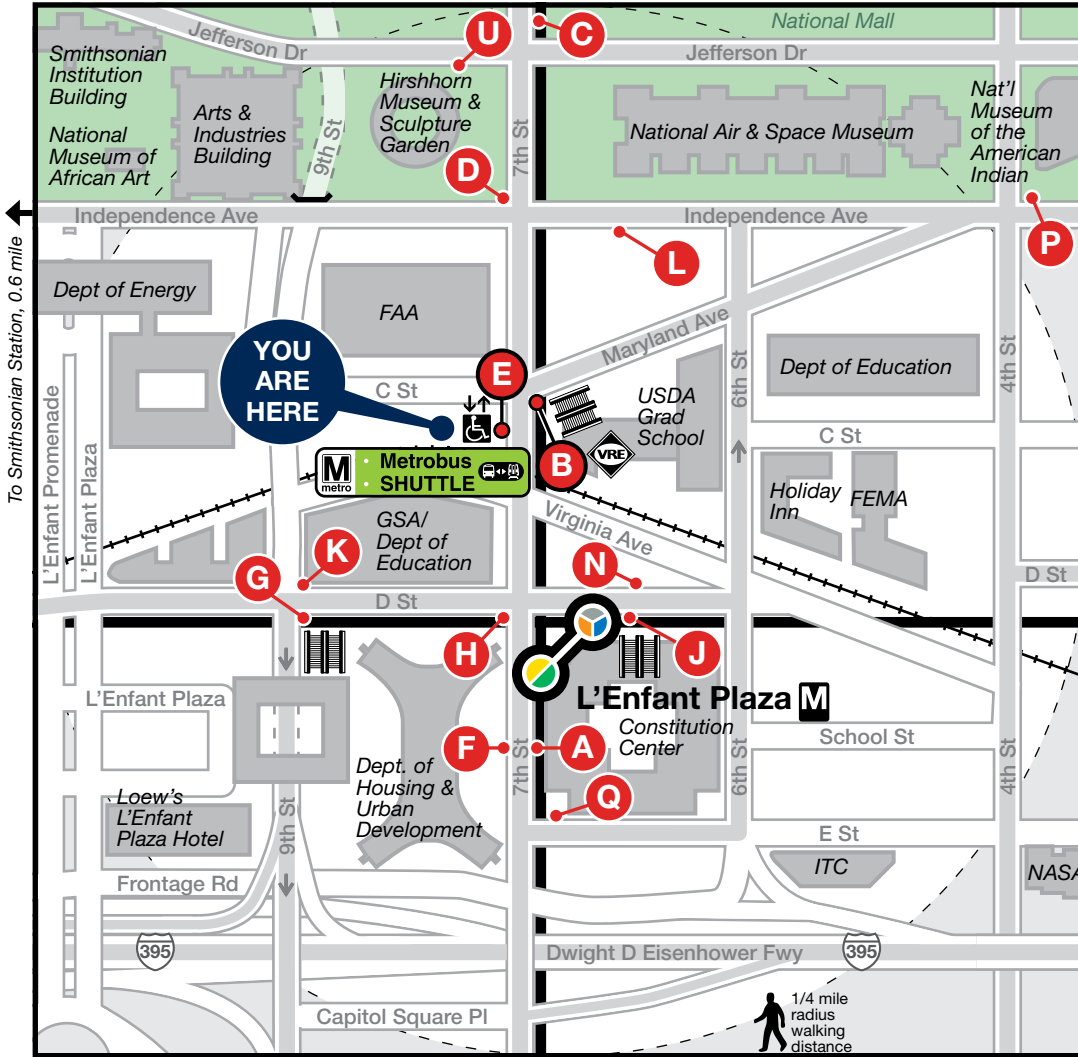 National Mall
U
C
Jefferson Dr
Jefferson Dr
Smithsonian
Institution
Building
Arts &
Industries
Building
9th St
Hirshhorn
Museum &
Sculpture
Garden
7th St
National Air & Space Museum
Nat'l
Museum
of the
American
Indian
National
Museum of
African Art
D
Independence Ave
Independence Ave
P
L
To Smithsonian Station, 0.6 mile
Dept of Energy
FAA
Maryland Ave
YOU
ARE
HERE
C St
E
USDA
Grad
School
6th St
Dept of Education
4th St
C St
M
metro
Metrobus
SHUTTLE
B
VRE
L'Enfant Promenade
L'Enfant Plaza
Holiday
Inn
FEMA
GSA/
Dept of
Education
Virginia Ave
K
G
N
D St
D St
H
J
L'Enfant Plaza
L'Enfant Plaza M
Constitution
Center
School St
F
A
7th St
6th St
4th St
Dept. of
Housing &
Urban
Development
Q
Loew's
L'Enfant
Plaza Hotel
9th St
E St
ITC
NASA
Frontage Rd
395
Dwight D Eisenhower Fwy
395
Capitol Square Pl
1/4 mile
radius
walking
distance